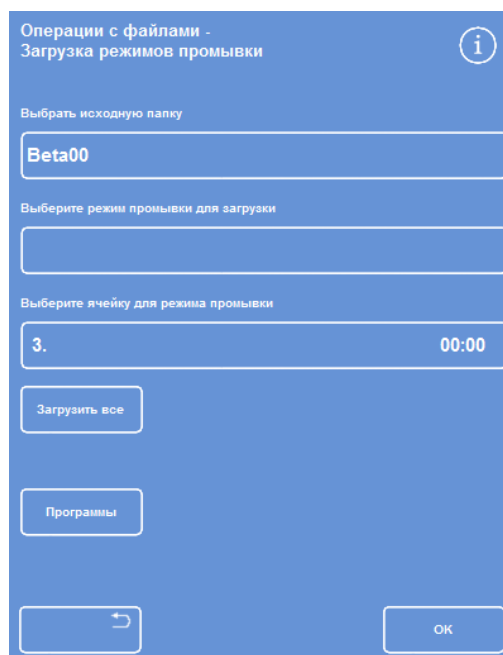 Операции с файлами -
Загрузка режимов промывки
i
Выбрать исходную папку
Beta00
Выберите режим промывки для загрузки
Выберите ячейку для режима промывки
3. 00:00
Загрузить все
Программы
OK